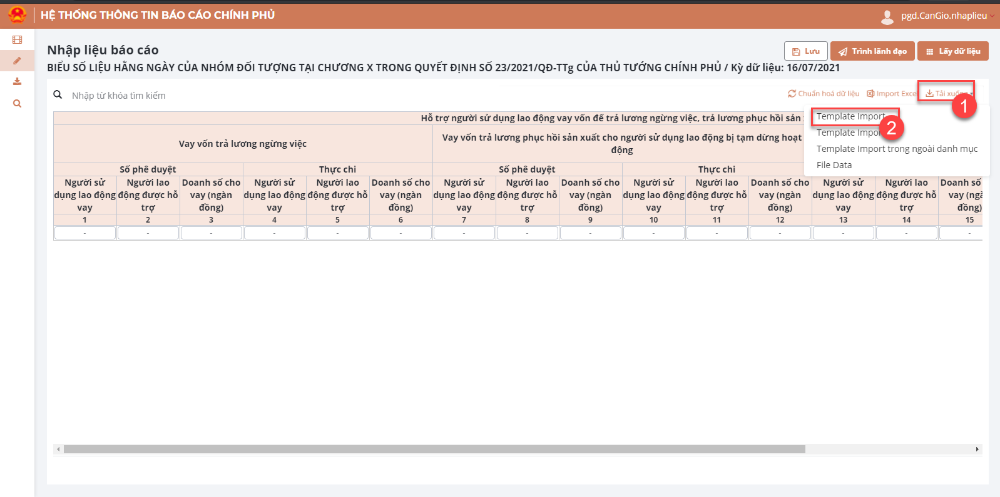 HỆ THỐNG THÔNG TIN BÁO CÁO CHÍNH PHỦ
pgd.CanGio.nhaplieu
Nhập liệu báo cáo
Lưu
Trình lãnh đạo
Lấy dữ liệu
BIỂU SỐ LIỆU HẰNG NGÀY CỦA NHÓM ĐỐI TƯỢNG TẠI CHƯƠNG X TRONG QUYẾT ĐỊNH SỐ 23/2021/QĐ-TTg CỦA THỦ TƯỚNG CHÍNH PHỦ / Kỳ dữ liệu: 16/07/2021
Nhập từ khóa tìm kiếm
Chuẩn hoá dữ liệu
Import Exce
Tải xuống
1
Template Import
2
Template Impor
Template Import trong ngoài danh mục
File Data
Hỗ trợ người sử dụng lao động vay vốn để trả lương ngừng việc, trả lương phục hồi sản
Vay vốn trả lương ngừng việc
Vay vốn trả lương phục hồi sản xuất cho người sử dụng lao động bị tạm dừng hoạt
động
Số phê duyệt
Thực chi
Số phê duyệt
Thực chi
Người sử
dụng lao động
vay
Người lao
động được hỗ
trợ
Doanh số cho
vay (ngàn
đồng)
Người sử
dụng lao động
vay
Người lao
động được hỗ
trợ
Doanh số cho
vay (ngàn
đồng)
Người sử
dụng lao động
vay
Người lao
động được hỗ
trợ
Doanh số cho
vay (ngàn
đồng)
Người sử
dụng lao động
vay
Người lao
động được hỗ
trợ
Doanh số cho
vay (ngàn
đồng)
Người sử
dụng lao động
vay
Người lao
động được hỗ
trợ
Doanh số
vay (ngà
đồng)
1 2 3 4 5 6 7 8 9 10 11 12 13 14 15
- - - - - - - - - - - - - - -